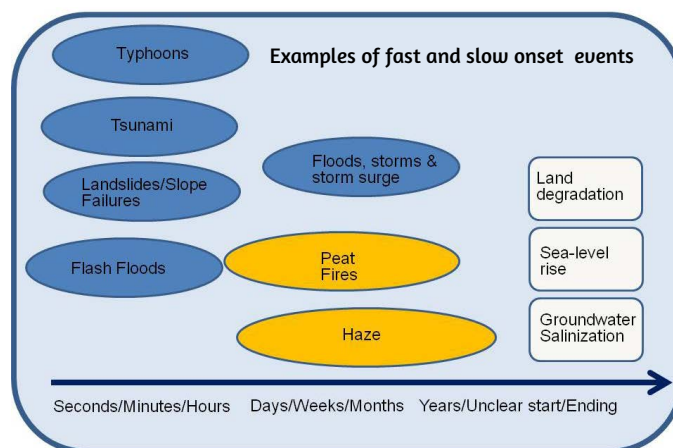 Examples of fast and slow onset events
Typhoons
Tsunami
Landslides/Slope
Failures
Flash Floods
Floods, storms &
storm surge
Peat
Fires
Haze
Land
degradation
Sea-level
rise
Groundwater
Salinization
Seconds/Minutes/Hours
Days/Weeks/Months
Years/Unclear start/Ending